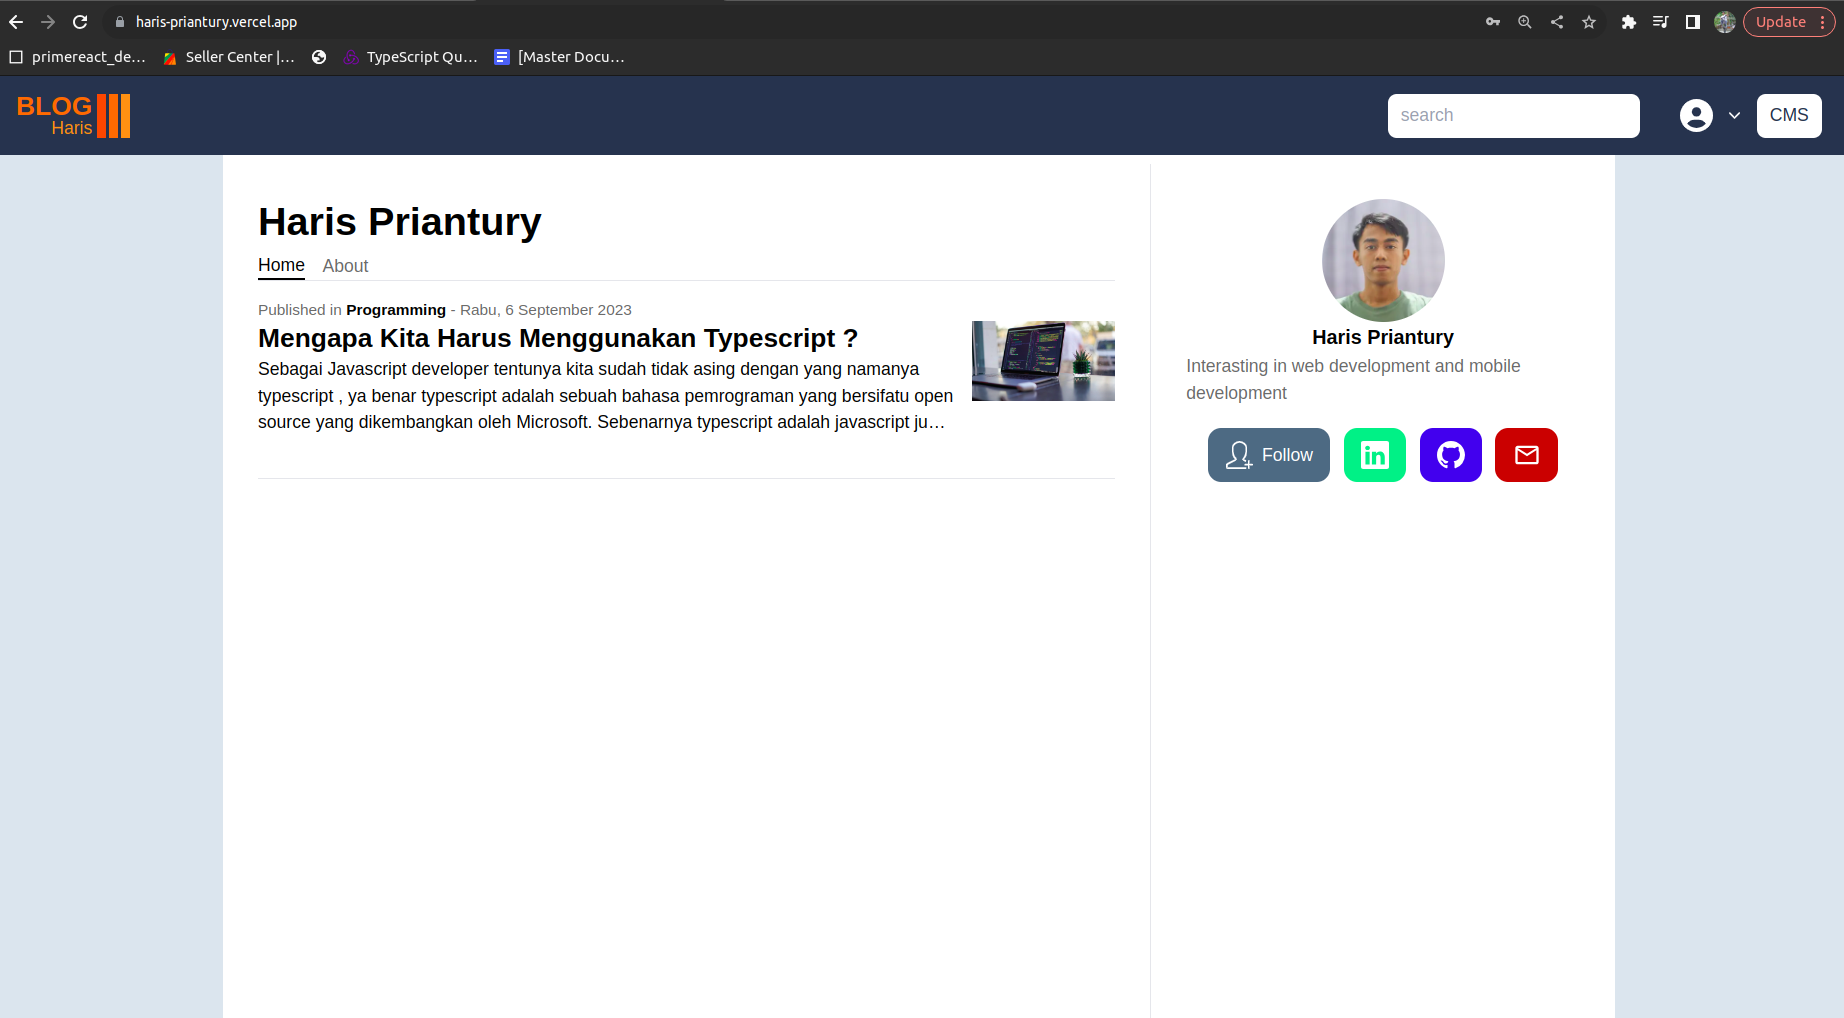 haris-priantury.vercel.app
Update
primereact_de...
Seller Center |...
TypeScript Qu...
[Master Docu...
BLOG
Haris
search
CMS
Haris Priantury
Home About
Published in Programming - Rabu, 6 September 2023
Mengapa Kita Harus Menggunakan Typescript ?
Sebagai Javascript developer tentunya kita sudah tidak asing dengan yang namanya
typescript , ya benar typescript adalah sebuah bahasa pemrograman yang bersifatu open
source yang dikembangkan oleh Microsoft. Sebenarnya typescript adalah javascript ju...
Haris Priantury
Interasting in web development and mobile
development
Follow
in